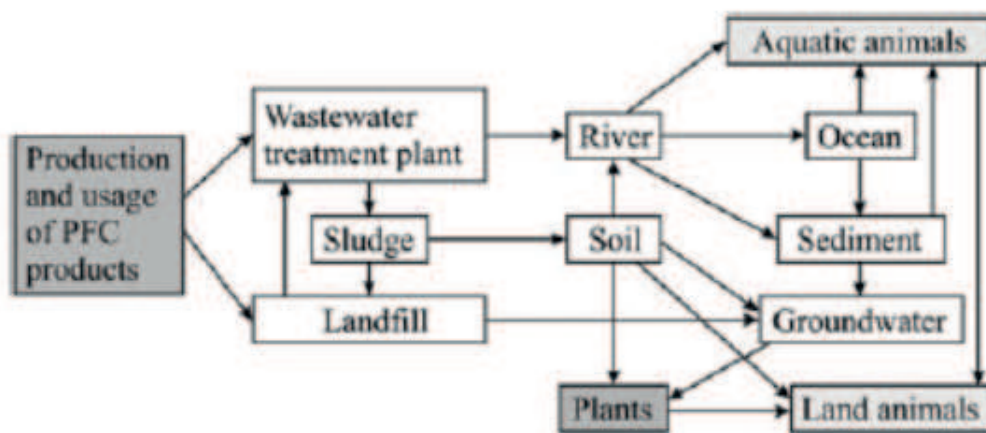 Aquatic animals
Wastewater
treatment plant
River
Ocean
Production
and usage
of PFC
products
Sludge
Soil
Sediment
Landfill
Groundwater
Plants
Land animals